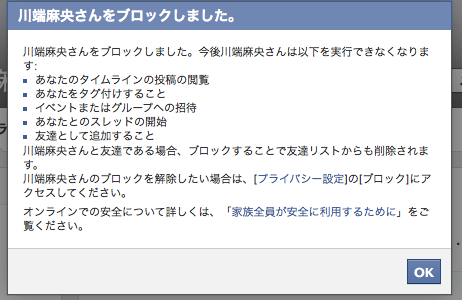 川端麻央さんをブロックしました。
川端麻央さんをブロックしました。今後川端麻央さんは以下を実行できなくなりま
す:
あなたのタイムラインの投稿の閲覧
あなたをタグ付けすること
イベントまたはグループへの招待
あなたとのスレッドの開始
友達として追加すること
川端麻央さんと友達である場合、ブロックすることで友達リストからも削除されま
す。
川端麻央さんのブロックを解除したい場合は、[プライバシー設定]の[ブロック]にア
クセスしてください。
オンラインでの安全について詳しくは、「家族全員が安全に利用するために」をご
覧ください。
OK